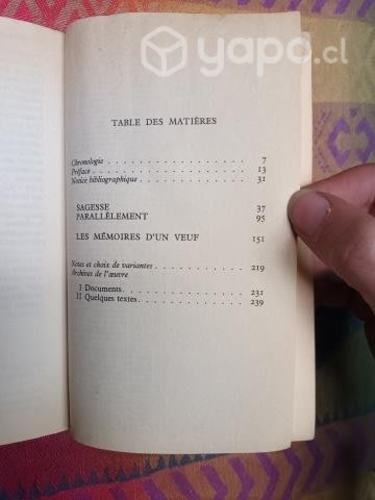 yapo.cl
TABLE DES MATIÈRES
Chronologie . . . . . . . . . . . . . . . . 7
Préface . . . . . . . . . . . . . . . . 13
Notice bibliographique . . . . . . . . . . . . 31
SAGESSE 37
PARALLÈLEMENT 95
LES MÉMOIRES D'UN VEUF 151
Notes et choix de variantes . . . . . . . . . . . 219
Archives de l'œuvre
I Documents. . . . . . . . . . . . . 231
II Quelques textes. . . . . . . . . . . 239